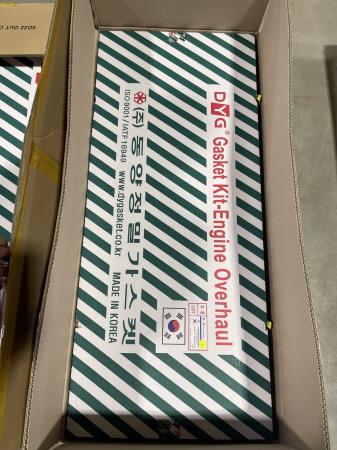 DYG® Gasket Kit-Engine Overhaul
(주)동양정밀가스켓
ISO 9001 / IATF 16949
www.dygasket.co.kr
MADE IN KOREA